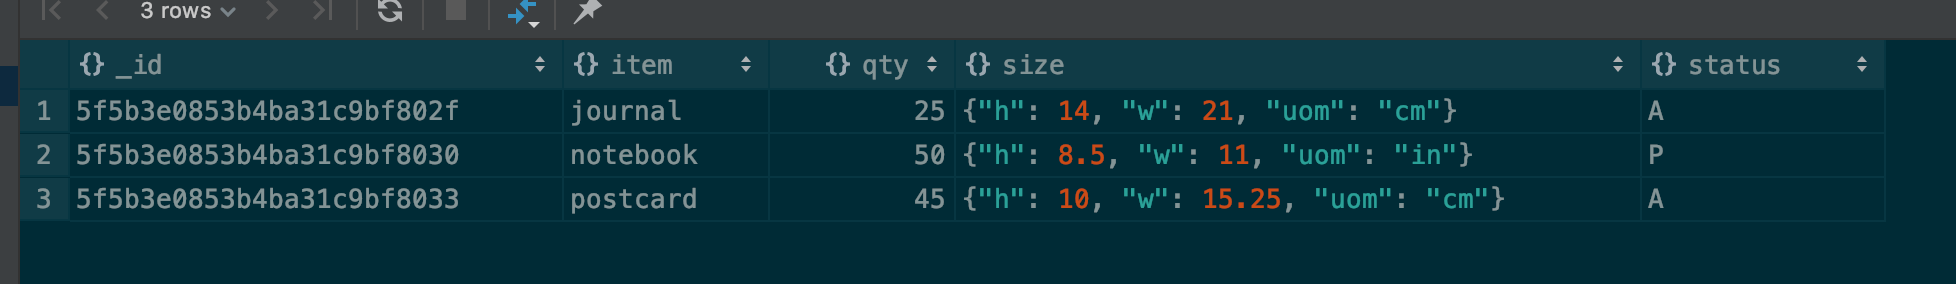 3 rows
{} _id {} item {} qty {} size {} status
1 5f5b3e0853b4ba31c9bf802f journal 25 {"h": 14, "w": 21, "uom": "cm"} A
2 5f5b3e0853b4ba31c9bf8030 notebook 50 {"h": 8.5, "w": 11, "uom": "in"} P
3 5f5b3e0853b4ba31c9bf8033 postcard 45 {"h": 10, "w": 15.25, "uom": "cm"} A